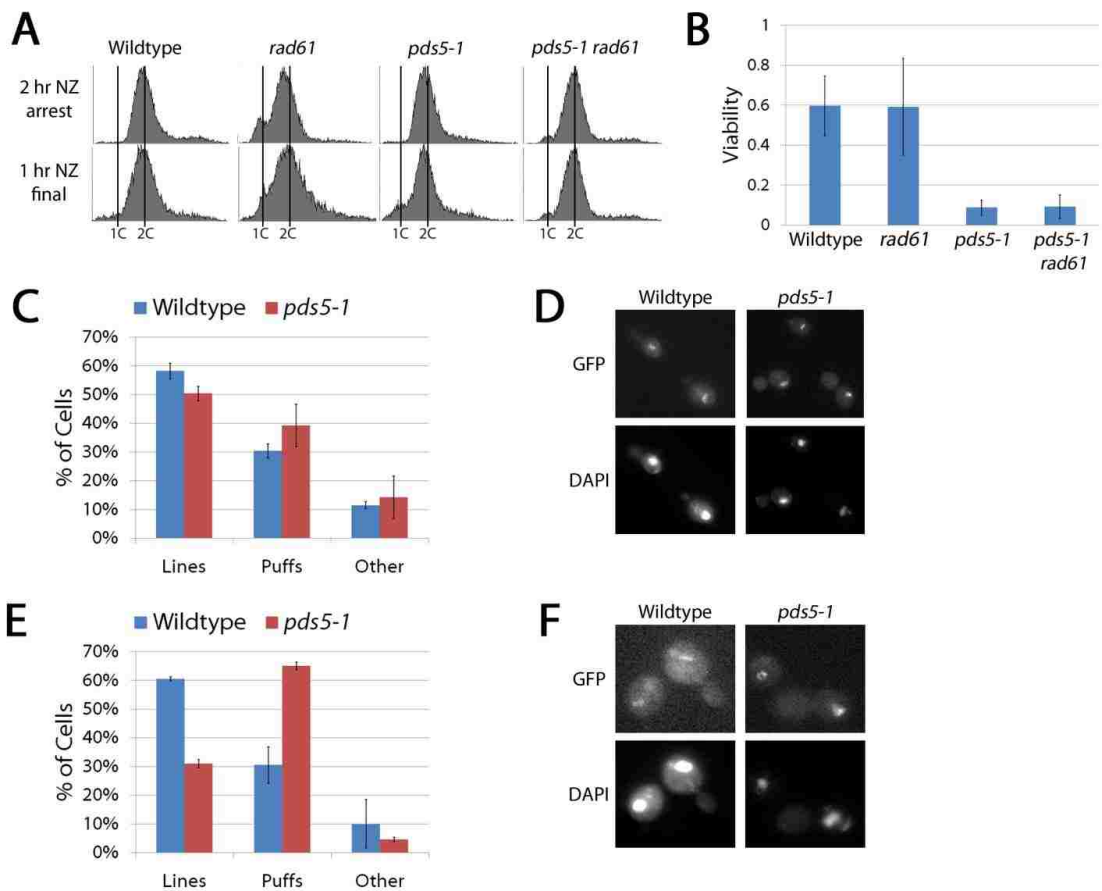 A
Wildtype rad61 pds5-1 pds5-1 rad61
2 hr NZ
arrest
1 hr NZ
final
1C 2C 1C 2C 1C 2C 1C 2C
B
Viability
1
0.8
0.6
0.4
0.2
0
Wildtype rad61 pds5-1 pds5-1
rad61
C
Wildtype pds5-1
% of Cells
70%
60%
50%
40%
30%
20%
10%
0%
Lines Puffs Other
D
Wildtype pds5-1
GFP
DAPI
E
Wildtype pds5-1
% of Cells
70%
60%
50%
40%
30%
20%
10%
0%
Lines Puffs Other
F
Wildtype pds5-1
GFP
DAPI